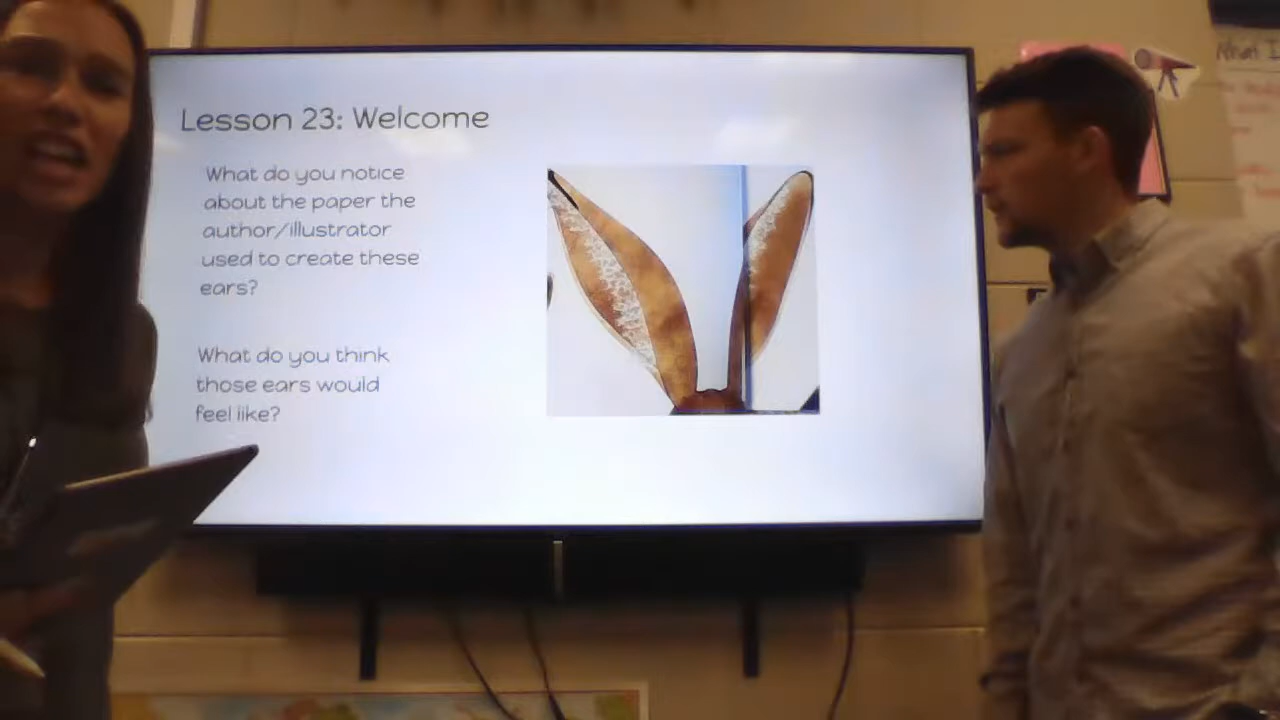 Lesson 23: Welcome
What do you notice
about the paper the
author/illustrator
used to create these
ears?
What do you think
those ears would
feel like?
What I